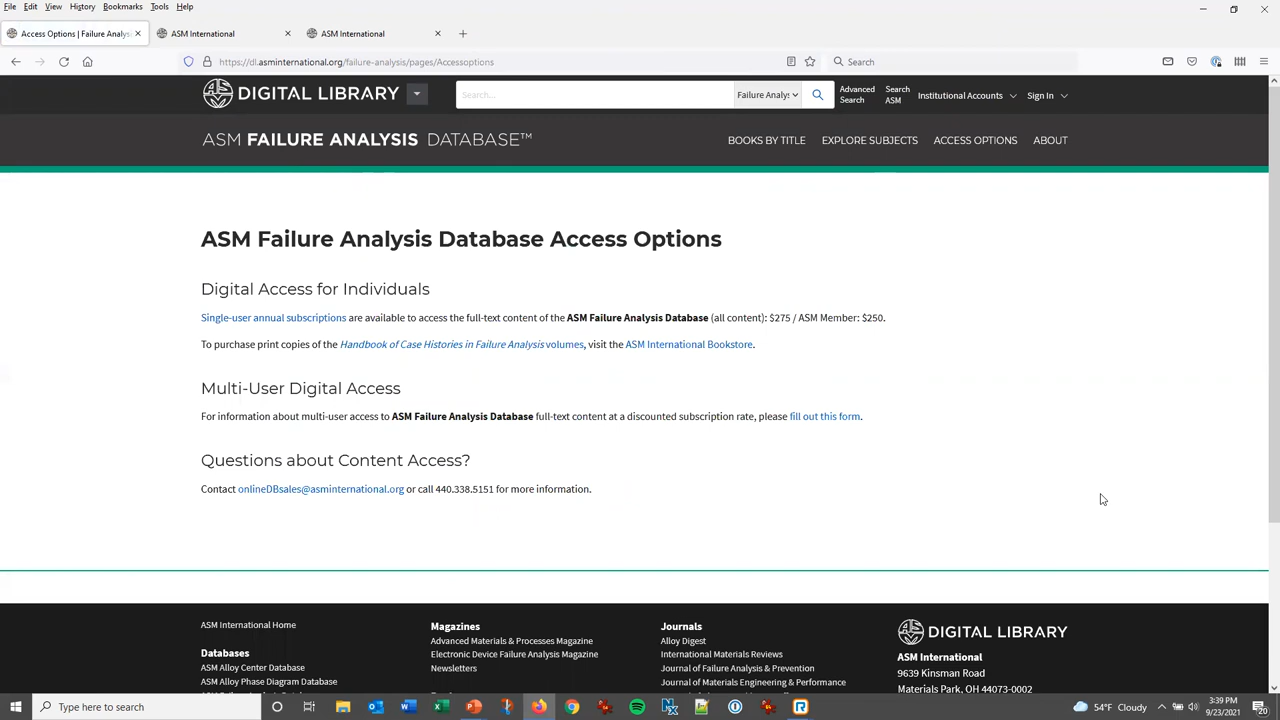 File Edit View History Bookmarks Tools Help
Access Options | Failure Analys
ASM International
ASM International
https://dl.asminternational.org/failure-analysis/pages/Accessoptions
Search
DIGITAL LIBRARY
Search...
Failure Analys
Advanced Search
Search ASM
Institutional Accounts
Sign In
ASM FAILURE ANALYSIS DATABASE™
BOOKS BY TITLE EXPLORE SUBJECTS ACCESS OPTIONS ABOUT
ASM Failure Analysis Database Access Options
Digital Access for Individuals
Single-user annual subscriptions are available to access the full-text content of the ASM Failure Analysis Database (all content): $275 / ASM Member: $250.
To purchase print copies of the Handbook of Case Histories in Failure Analysis volumes, visit the ASM International Bookstore.
Multi-User Digital Access
For information about multi-user access to ASM Failure Analysis Database full-text content at a discounted subscription rate, please fill out this form.
Questions about Content Access?
Contact onlineDBsales@asminternational.org or call 440.338.5151 for more information.
ASM International Home
Databases
ASM Alloy Center Database
ASM Alloy Phase Diagram Database
Magazines
Advanced Materials & Processes Magazine
Electronic Device Failure Analysis Magazine
Newsletters
Journals
Alloy Digest
International Materials Reviews
Journal of Failure Analysis & Prevention
Journal of Materials Engineering & Performance
DIGITAL LIBRARY
ASM International
9639 Kinsman Road
Materials Park, OH 44073-0002
Type here to search
54°F Cloudy
3:39 PM
9/23/2021
20